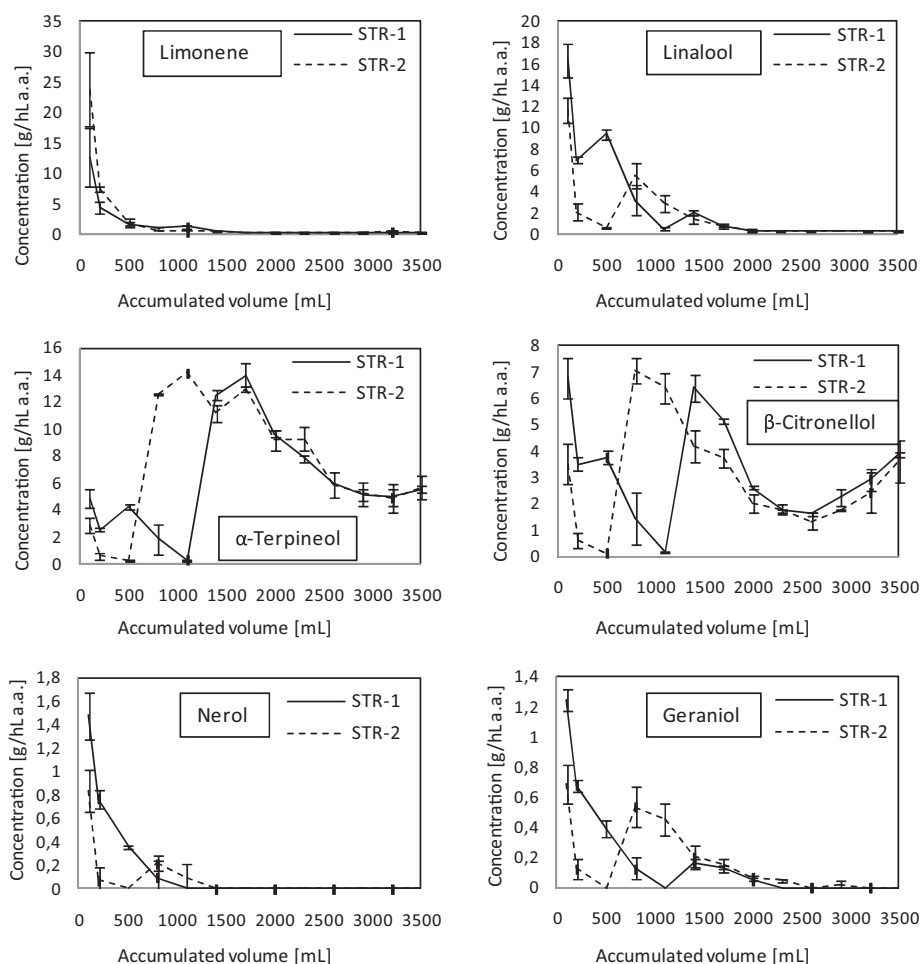 Limonene
STR-1
STR-2
Concentration [g/hL a.a.]
35
30
25
20
15
10
5
0
0 500 1000 1500 2000 2500 3000 3500
Accumulated volume [mL]
Linalool
STR-1
STR-2
Concentration [g/hL a.a.]
20
18
16
14
12
10
8
6
4
2
0
0 500 1000 1500 2000 2500 3000 3500
Accumulated volume [mL]
α-Terpineol
STR-1
STR-2
Concentration [g/hL a.a.]
16
14
12
10
8
6
4
2
0
0 500 1000 1500 2000 2500 3000 3500
Accumulated volume [mL]
β-Citronellol
STR-1
STR-2
Concentration [g/hL a.a.]
8
7
6
5
4
3
2
1
0
0 500 1000 1500 2000 2500 3000 3500
Accumulated volume [mL]
Nerol
STR-1
STR-2
Concentration [g/hL a.a.]
1,8
1,6
1,4
1,2
1
0,8
0,6
0,4
0,2
0
0 500 1000 1500 2000 2500 3000 3500
Accumulated volume [mL]
Geraniol
STR-1
STR-2
Concentration [g/hL a.a.]
1,4
1,2
1
0,8
0,6
0,4
0,2
0
0 500 1000 1500 2000 2500 3000 3500
Accumulated volume [mL]